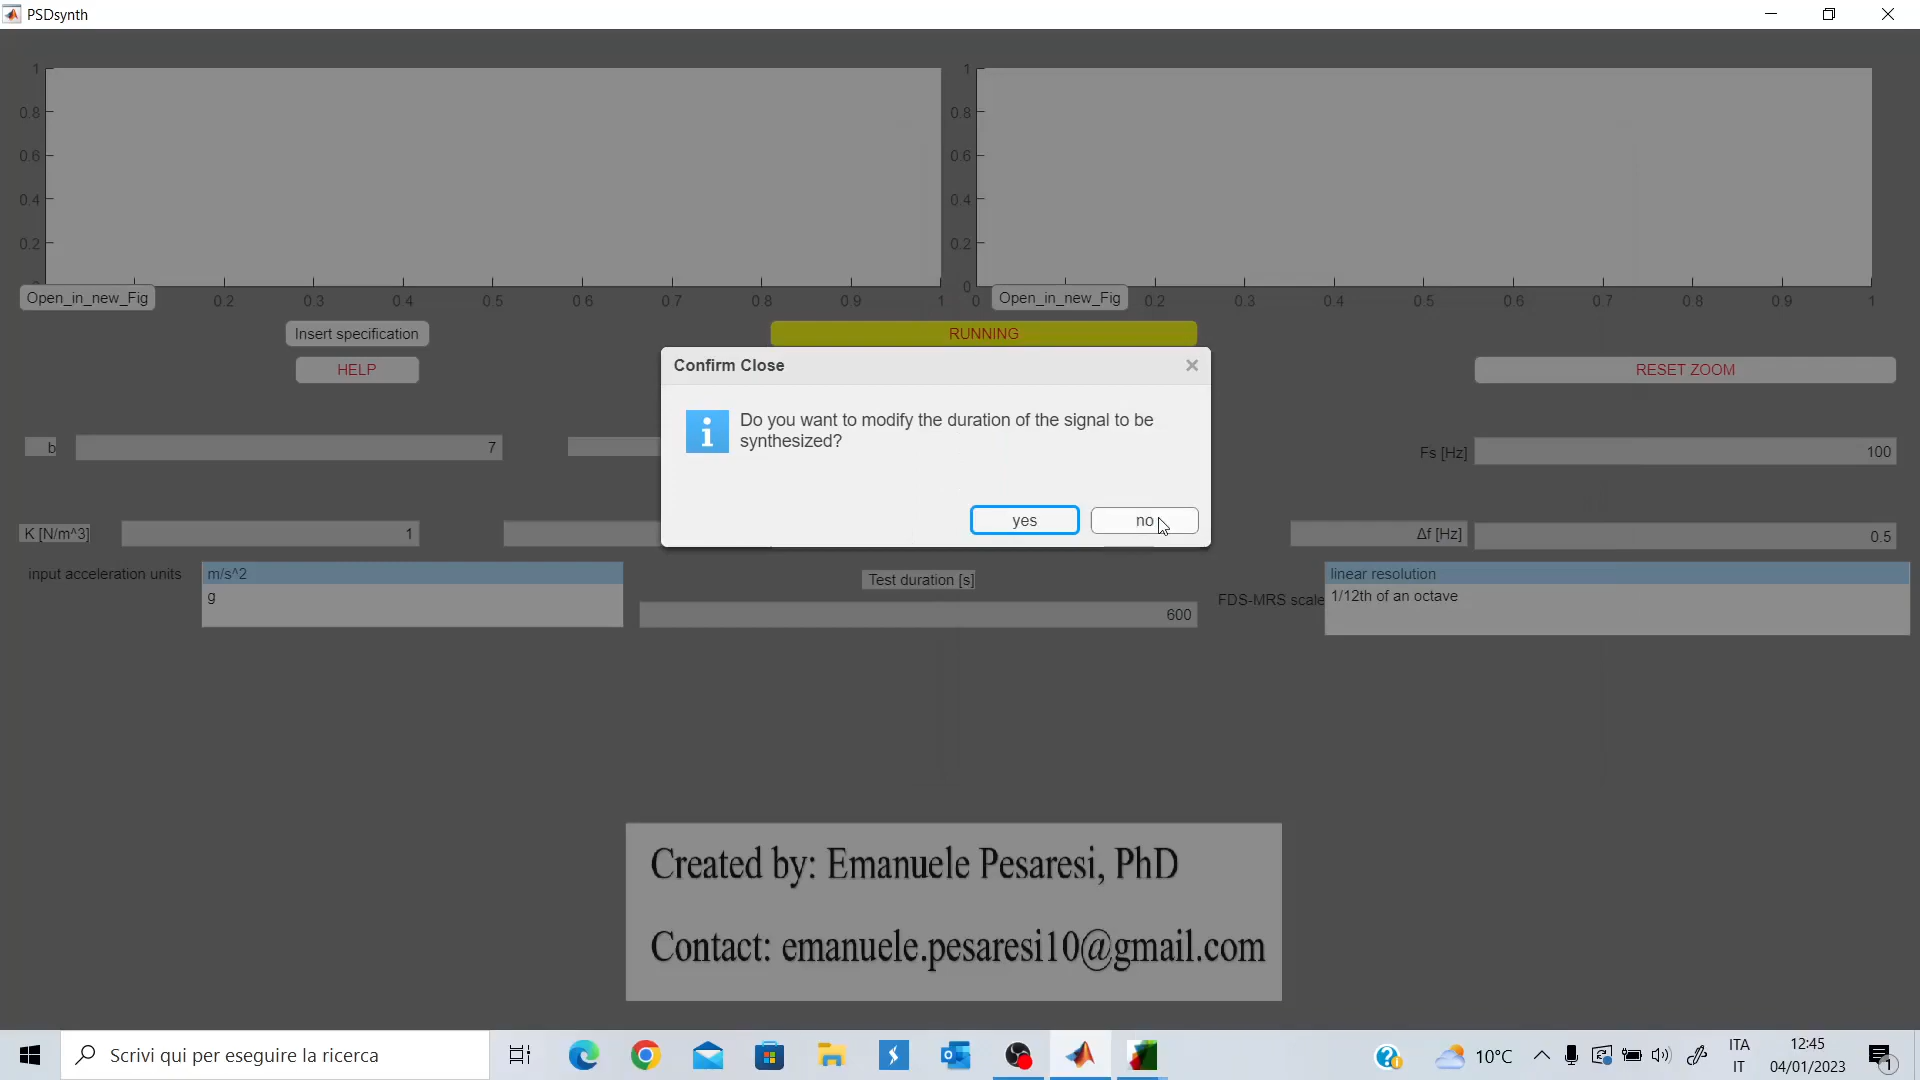 PSDsynth
1
0.8
0.6
0.4
0.2
0.2 0.3 0.4 0.5 0.6 0.7 0.8 0.9 1
Open_in_new_Fig
1
0.8
0.6
0.4
0.2
0
0 0.2 0.3 0.4 0.5 0.6 0.7 0.8 0.9 1
Open_in_new_Fig
Insert specification
RUNNING
HELP
RESET ZOOM
Confirm Close
Do you want to modify the duration of the signal to be
synthesized?
yes no
b 7
Fs [Hz] 100
K [N/m^3] 1
Δf [Hz] 0.5
input acceleration units
m/s^2
g
Test duration [s]
600
FDS-MRS scale
linear resolution
1/12th of an octave
Created by: Emanuele Pesaresi, PhD
Contact: emanuele.pesaresi10@gmail.com
Scrivi qui per eseguire la ricerca
10°C
ITA
IT
12:45
04/01/2023
1